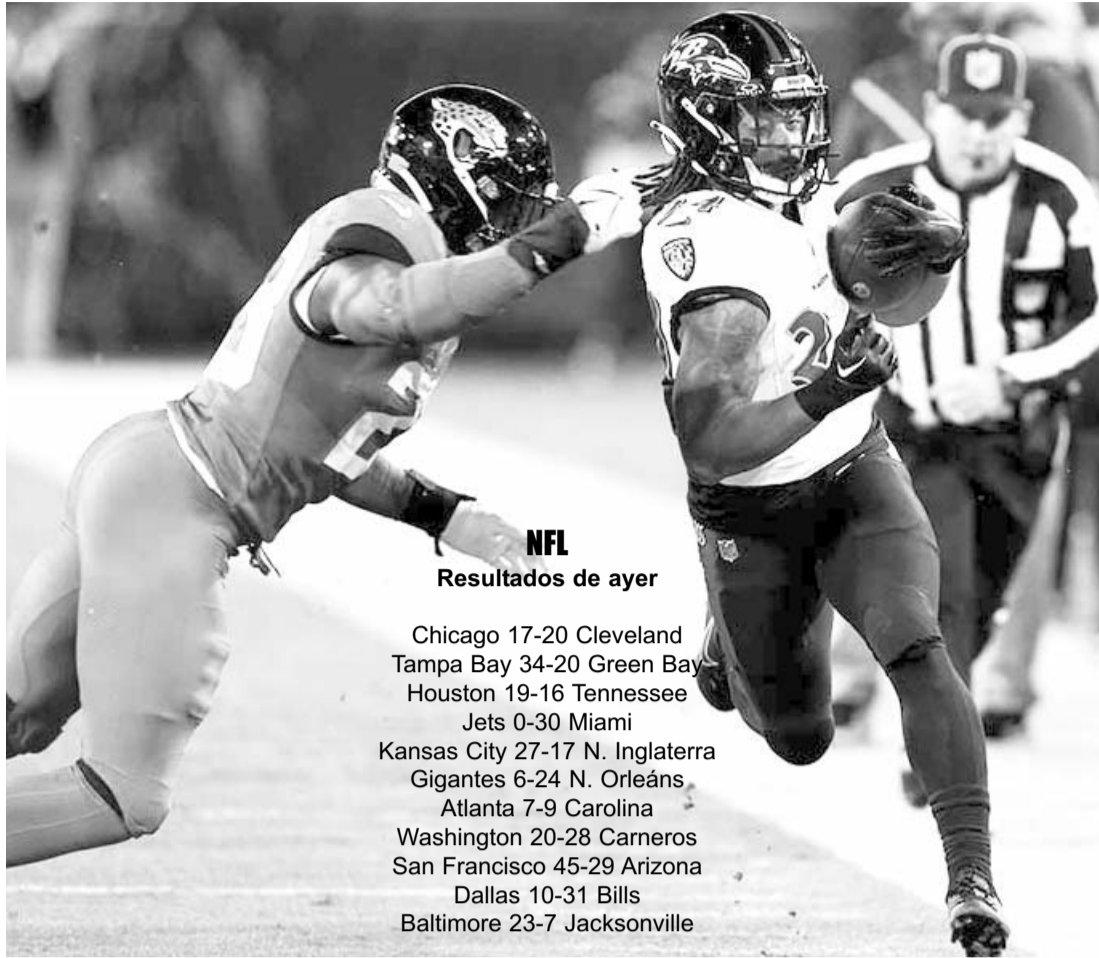 NFL
Resultados de ayer
Chicago 17-20 Cleveland
Tampa Bay 34-20 Green Bay
Houston 19-16 Tennessee
Jets 0-30 Miami
Kansas City 27-17 N. Inglaterra
Gigantes 6-24 N. Orleáns
Atlanta 7-9 Carolina
Washington 20-28 Carneros
San Francisco 45-29 Arizona
Dallas 10-31 Bills
Baltimore 23-7 Jacksonville